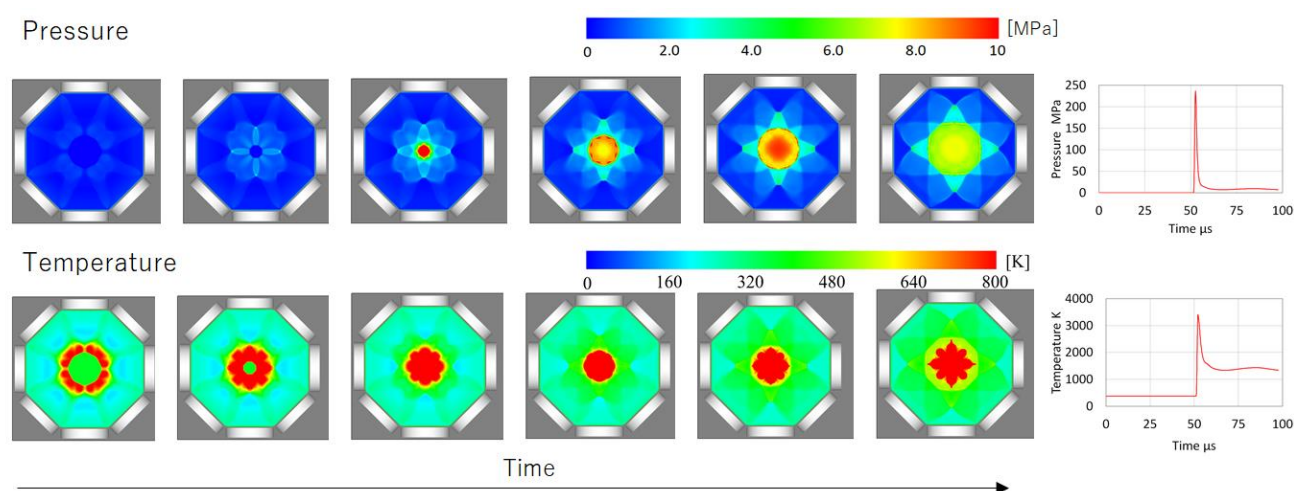 Pressure
[MPa]
0 2.0 4.0 6.0 8.0 10
Pressure MPa
250
200
150
100
50
0
0 25 50 75 100
Time μs
Temperature
[K]
0 160 320 480 640 800
Temperature K
4000
3000
2000
1000
0
0 25 50 75 100
Time μs
Time